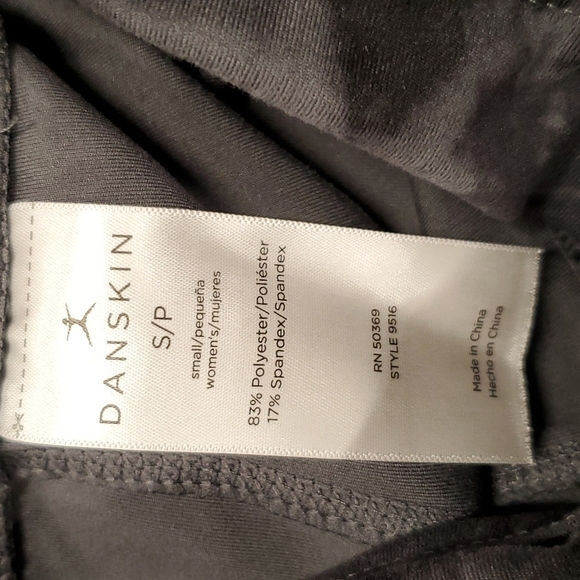 DANSKIN
S/P
small/pequeña
women's/mujeres
83% Polyester/Poliéster
17% Spandex/Spandex
RN 50369
STYLE 9516
Made in China
Hecho en China